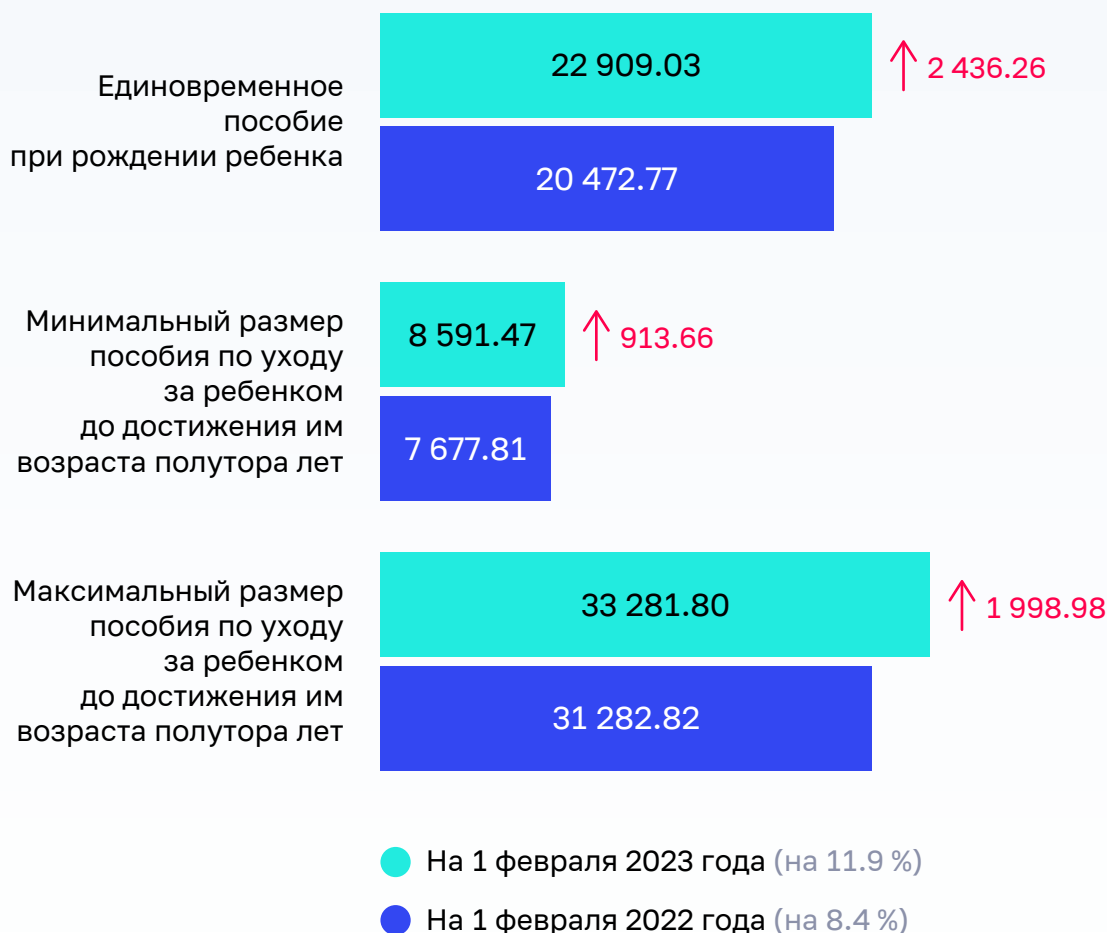 Единовременное
пособие
при рождении ребенка
22 909.03
2 436.26
20 472.77
Минимальный размер
пособия по уходу
за ребенком
до достижения им
возраста полутора лет
8 591.47
913.66
7 677.81
Максимальный размер
пособия по уходу
за ребенком
до достижения им
возраста полутора лет
33 281.80
1 998.98
31 282.82
На 1 февраля 2023 года (на 11.9 %)
На 1 февраля 2022 года (на 8.4 %)